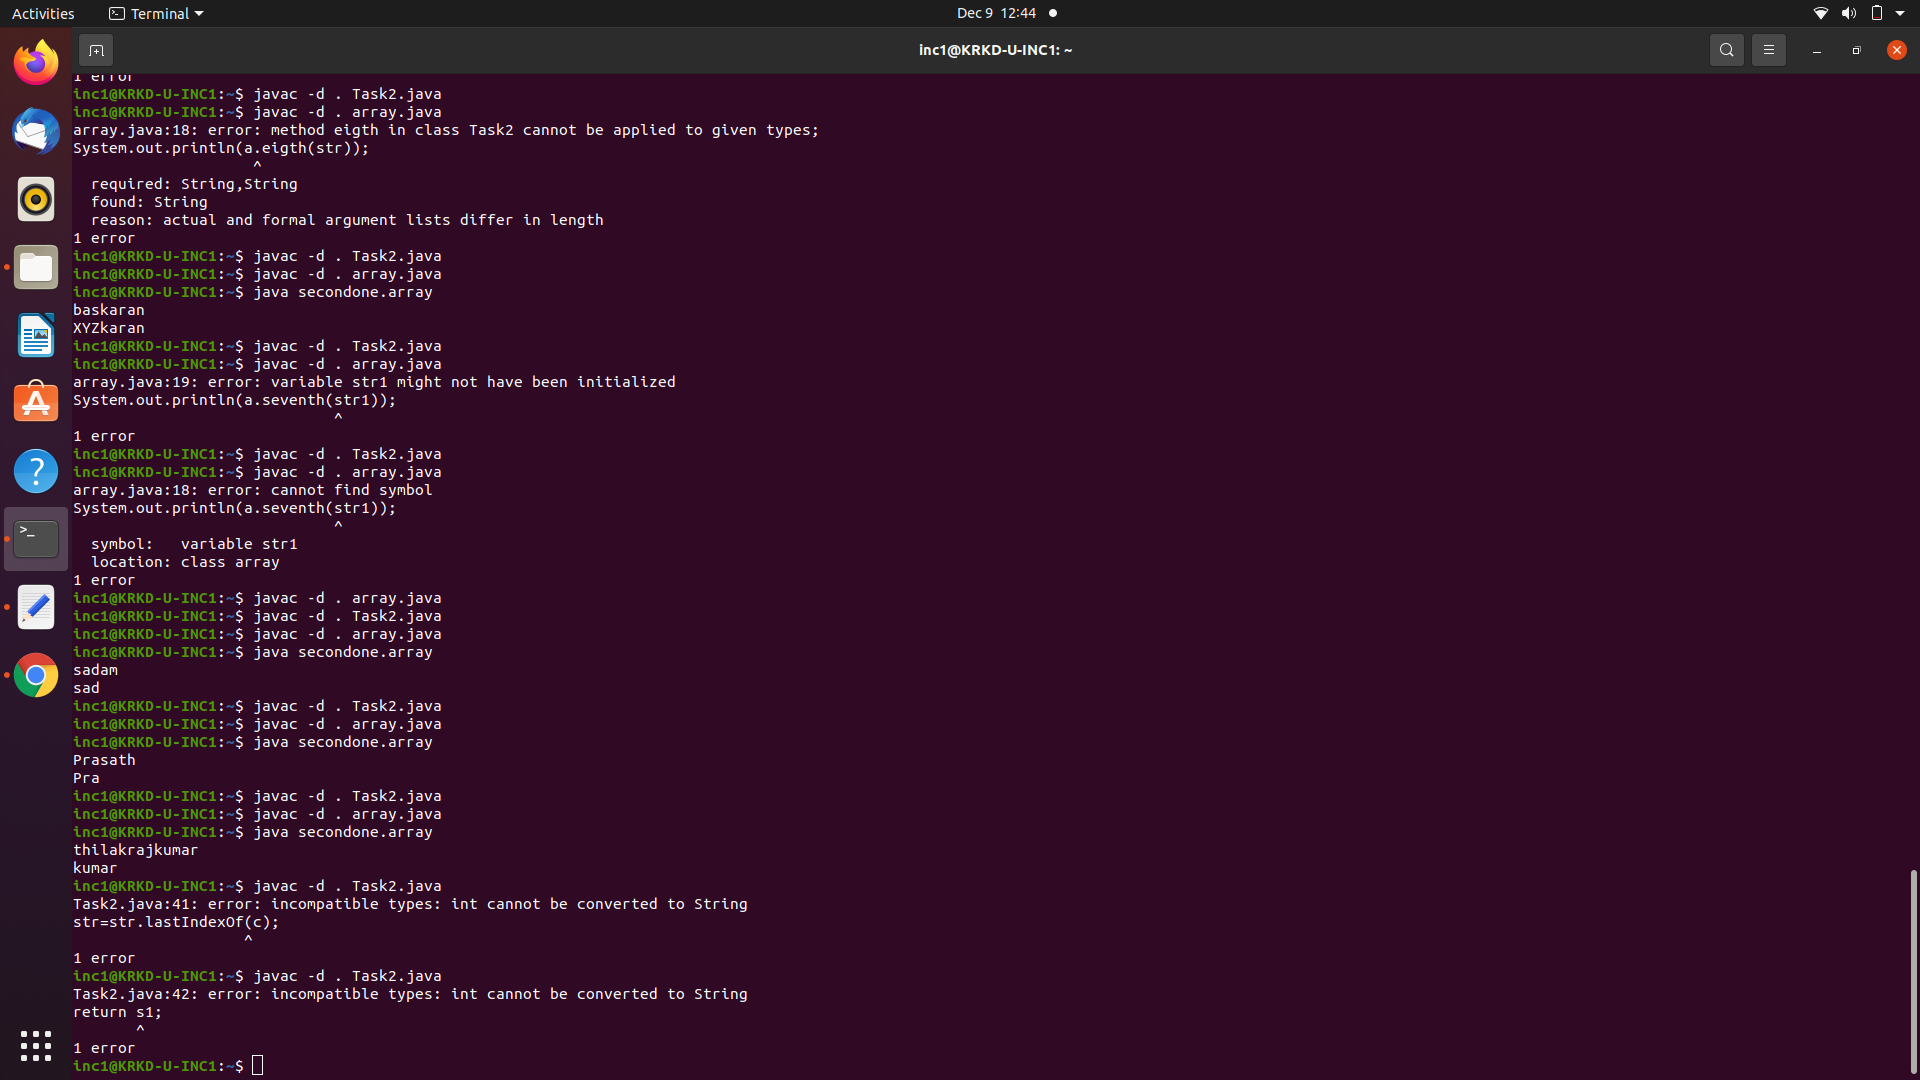 Activities
Terminal
Dec 9 12:44
inc1@KRKD-U-INC1: ~
1 error
inc1@KRKD-U-INC1:~$ javac -d . Task2.java
inc1@KRKD-U-INC1:~$ javac -d . array.java
array.java:18: error: method eigth in class Task2 cannot be applied to given types;
System.out.println(a.eigth(str));
^
required: String,String
found: String
reason: actual and formal argument lists differ in length
1 error
inc1@KRKD-U-INC1:~$ javac -d . Task2.java
inc1@KRKD-U-INC1:~$ javac -d . array.java
inc1@KRKD-U-INC1:~$ java secondone.array
baskaran
XYZkaran
inc1@KRKD-U-INC1:~$ javac -d . Task2.java
inc1@KRKD-U-INC1:~$ javac -d . array.java
array.java:19: error: variable str1 might not have been initialized
System.out.println(a.seventh(str1));
^
1 error
inc1@KRKD-U-INC1:~$ javac -d . Task2.java
inc1@KRKD-U-INC1:~$ javac -d . array.java
array.java:18: error: cannot find symbol
System.out.println(a.seventh(str1));
^
symbol:   variable str1
location: class array
1 error
inc1@KRKD-U-INC1:~$ javac -d . array.java
inc1@KRKD-U-INC1:~$ javac -d . Task2.java
inc1@KRKD-U-INC1:~$ javac -d . array.java
inc1@KRKD-U-INC1:~$ java secondone.array
sadam
sad
inc1@KRKD-U-INC1:~$ javac -d . Task2.java
inc1@KRKD-U-INC1:~$ javac -d . array.java
inc1@KRKD-U-INC1:~$ java secondone.array
Prasath
Pra
inc1@KRKD-U-INC1:~$ javac -d . Task2.java
inc1@KRKD-U-INC1:~$ javac -d . array.java
inc1@KRKD-U-INC1:~$ java secondone.array
thilakrajkumar
kumar
inc1@KRKD-U-INC1:~$ javac -d . Task2.java
Task2.java:41: error: incompatible types: int cannot be converted to String
str=str.lastIndexOf(c);
^
1 error
inc1@KRKD-U-INC1:~$ javac -d . Task2.java
Task2.java:42: error: incompatible types: int cannot be converted to String
return s1;
^
1 error
inc1@KRKD-U-INC1:~$